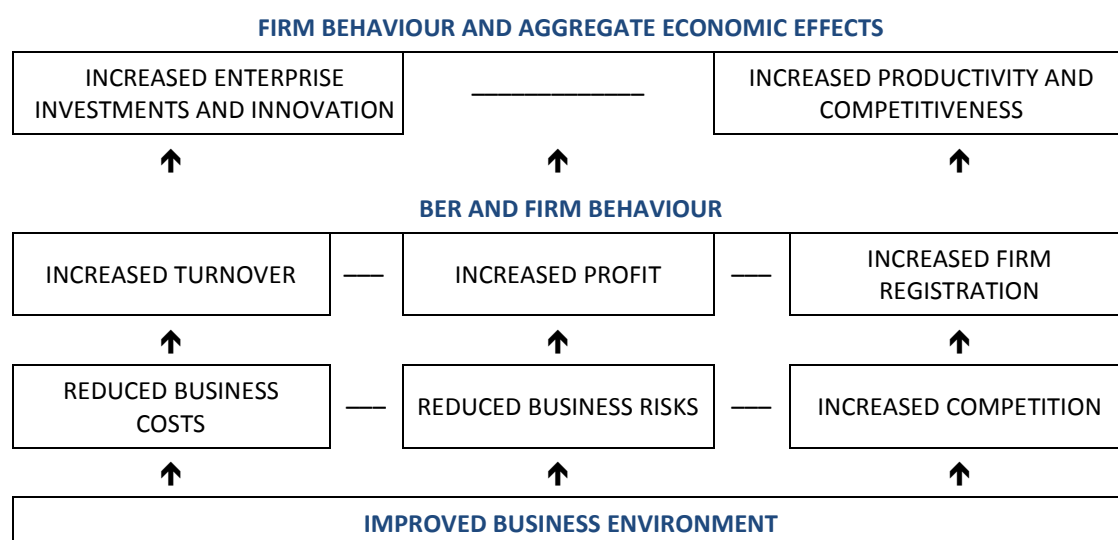 FIRM BEHAVIOUR AND AGGREGATE ECONOMIC EFFECTS
INCREASED ENTERPRISE
INVESTMENTS AND INNOVATION
INCREASED PRODUCTIVITY AND
COMPETITIVENESS
BER AND FIRM BEHAVIOUR
INCREASED TURNOVER
INCREASED PROFIT
INCREASED FIRM
REGISTRATION
REDUCED BUSINESS
COSTS
REDUCED BUSINESS RISKS
INCREASED COMPETITION
IMPROVED BUSINESS ENVIRONMENT